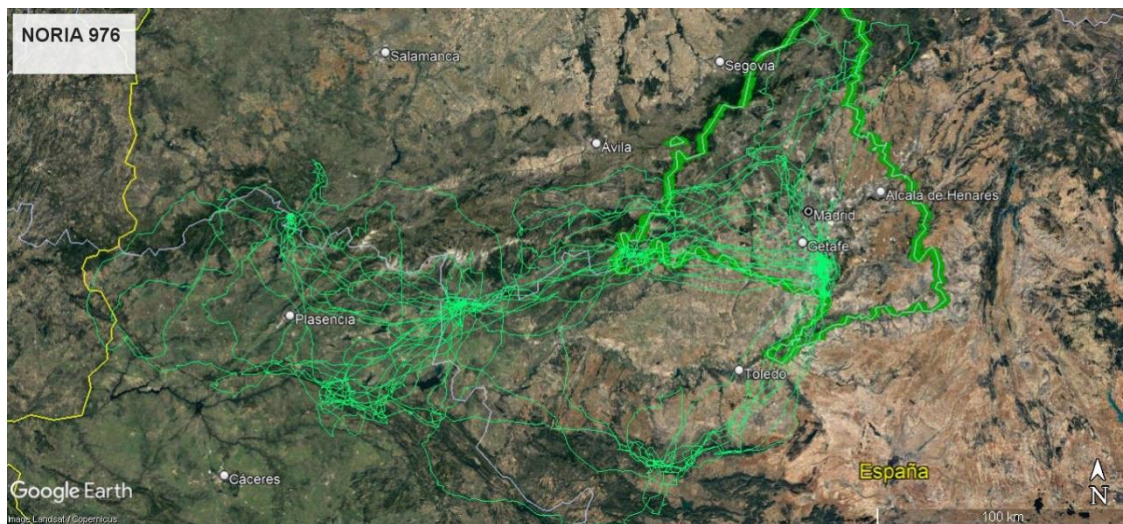 NORIA 976
Salamanca
Segovia
Ávila
Alcalá de Henares
Madrid
Getafe
Plasencia
Toledo
Cáceres
España
Google Earth
N
Image Landsat / Copernicus
100 km